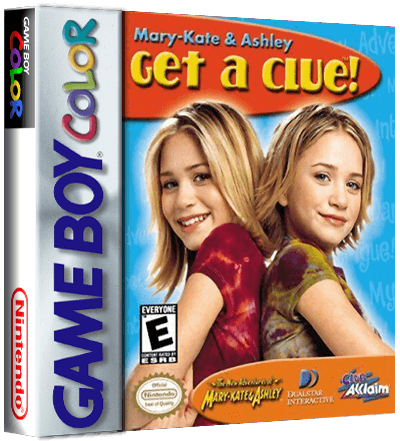 GAME BOY
COLOR
Nintendo
GAME BOY COLOR
Mary-Kate & Ashley
GET A CLUE!
EVERYONE
E
CONTENT RATED BY
ESRB
Official
Nintendo
Seal of Quality
The New Adventures of
MARY-KATE & ASHLEY
DUALSTAR
INTERACTIVE
CLUB
Acclaim